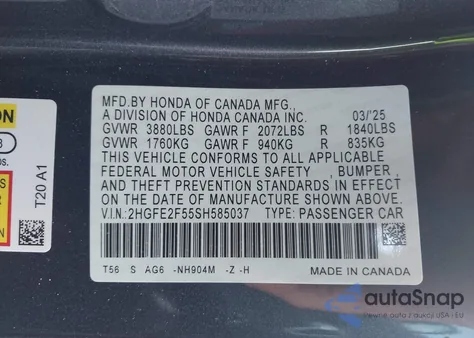 MFD.BY HONDA OF CANADA MFG.,
A DIVISION OF HONDA CANADA INC. 03/'25
GVWR 3880LBS GAWR F 2072LBS R 1840LBS
GVWR 1760KG GAWR F 940KG R 835KG
THIS VEHICLE CONFORMS TO ALL APPLICABLE
FEDERAL MOTOR VEHICLE SAFETY , BUMPER ,
AND THEFT PREVENTION STANDARDS IN EFFECT
ON THE DATE OF MANUFACTURE SHOWN ABOVE.
V.I.N: 2HGFE2F55SH585037 TYPE: PASSENGER CAR
T56 S AG6 -NH904M -Z -H
MADE IN CANADA
T20 A1
autoSnap